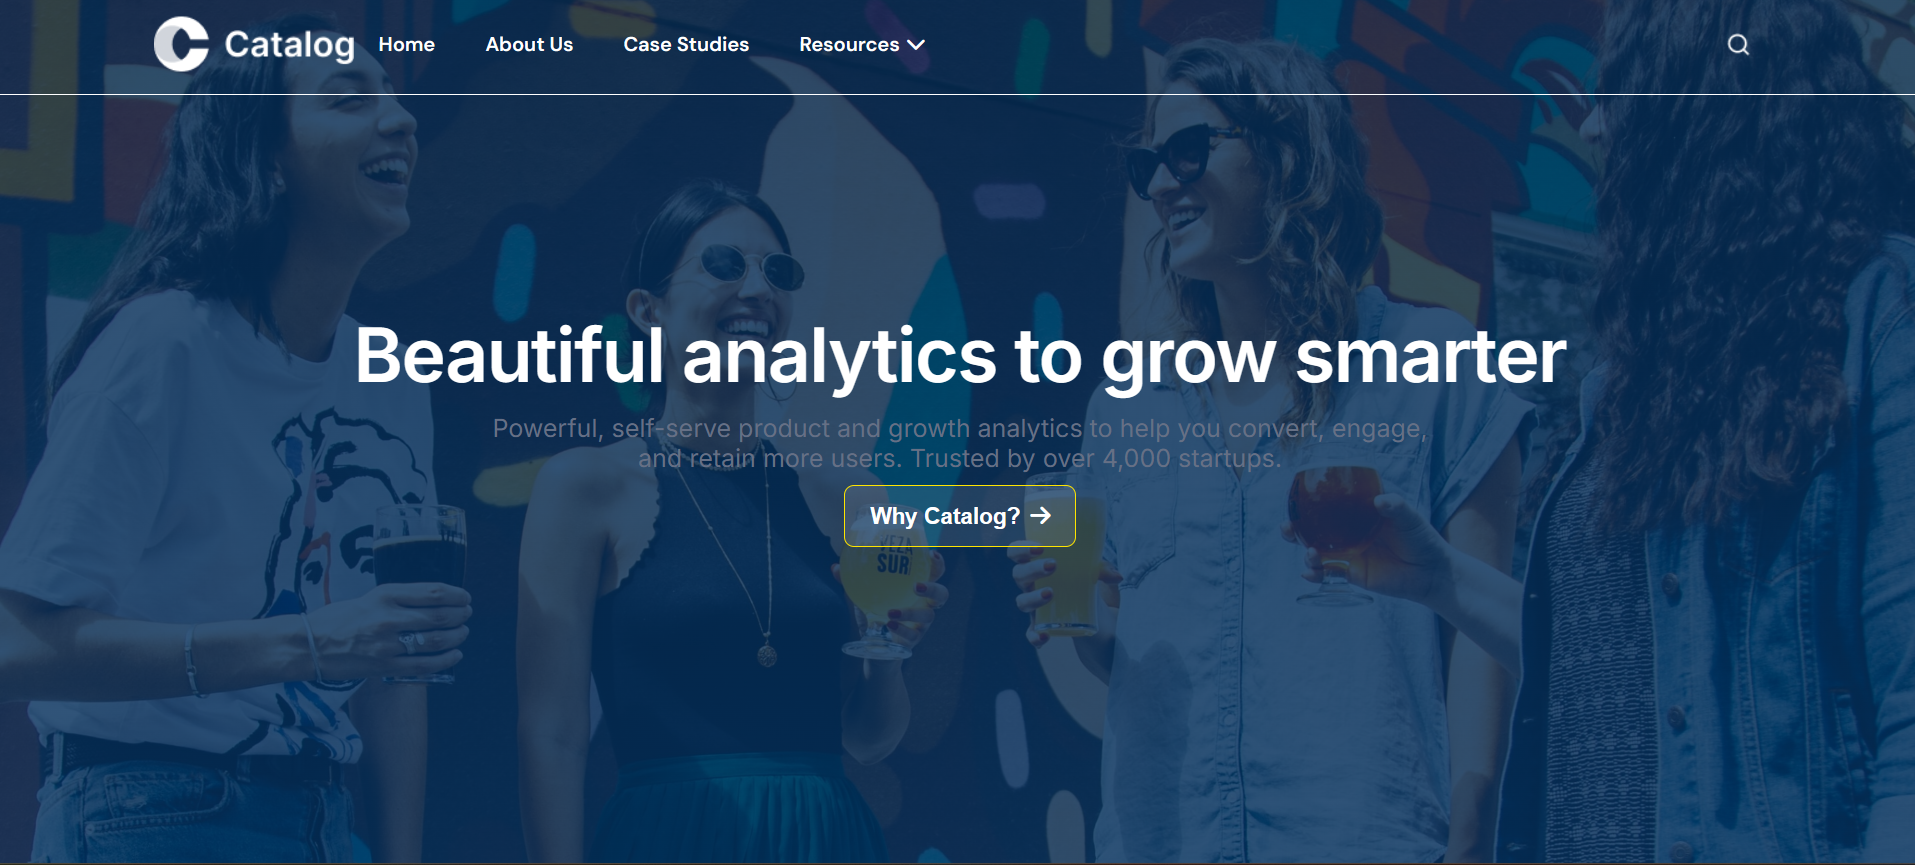 Catalog
Home
About Us
Case Studies
Resources
Beautiful analytics to grow smarter
Powerful, self-serve product and growth analytics to help you convert, engage,
and retain more users. Trusted by over 4,000 startups.
Why Catalog?
VEZA
SUR